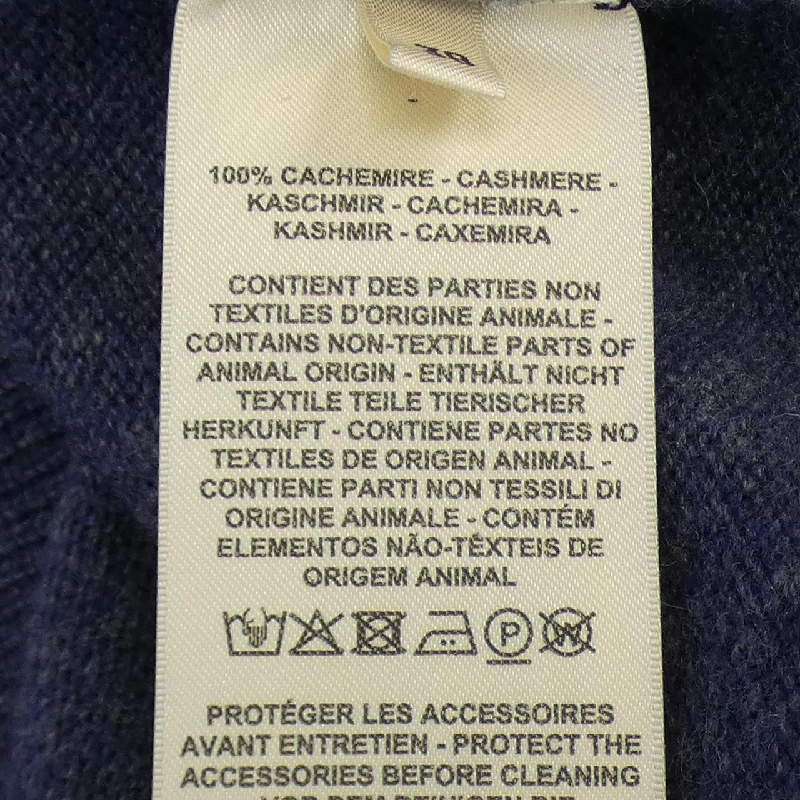 100% CACHEMIRE - CASHMERE -
KASCHMIR - CACHEMIRA -
KASHMIR - CAXEMIRA
CONTIENT DES PARTIES NON
TEXTILES D'ORIGINE ANIMALE -
CONTAINS NON-TEXTILE PARTS OF
ANIMAL ORIGIN - ENTHÄLT NICHT
TEXTILE TEILE TIERISCHER
HERKUNFT - CONTIENE PARTES NO
TEXTILES DE ORIGEN ANIMAL -
CONTIENE PARTI NON TESSILI DI
ORIGINE ANIMALE - CONTÉM
ELEMENTOS NÃO-TÊXTEIS DE
ORIGEM ANIMAL
P W
PROTÉGER LES ACCESSOIRES
AVANT ENTRETIEN - PROTECT THE
ACCESSORIES BEFORE CLEANING